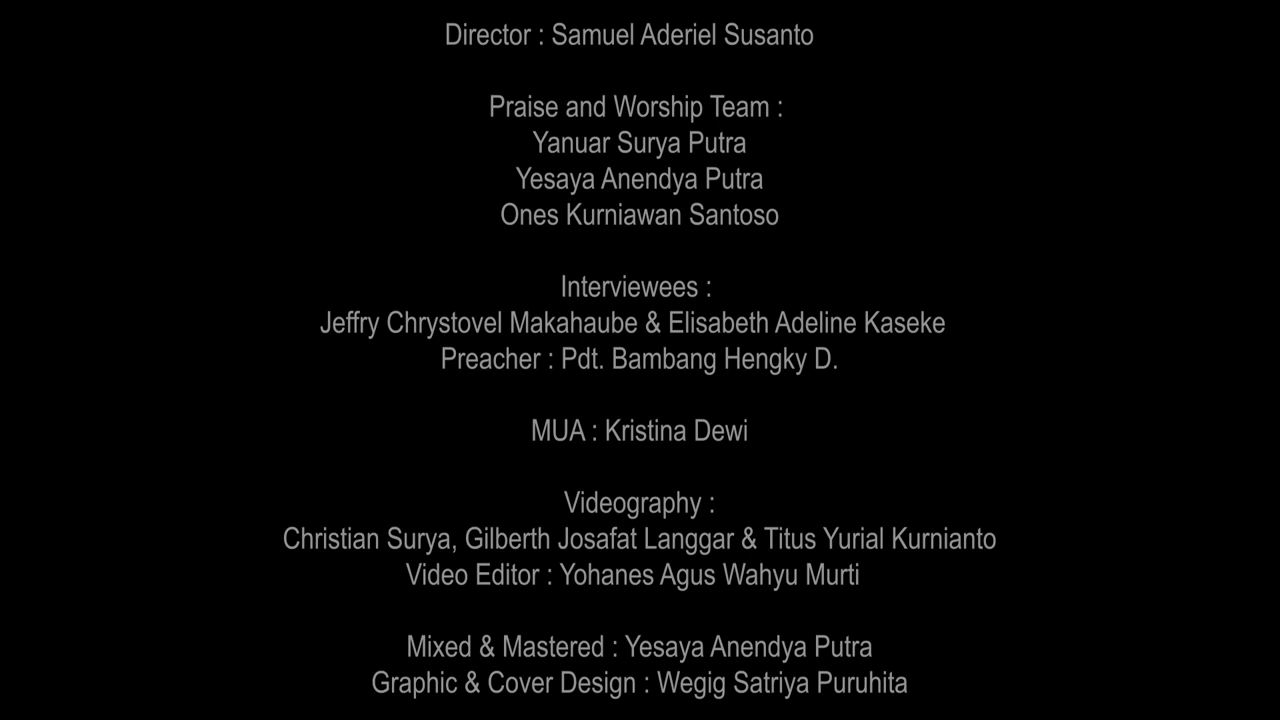 Director : Samuel Aderiel Susanto
Praise and Worship Team :
Yanuar Surya Putra
Yesaya Anendya Putra
Ones Kurniawan Santoso
Interviewees :
Jeffry Chrystovel Makahaube & Elisabeth Adeline Kaseke
Preacher : Pdt. Bambang Hengky D.
MUA : Kristina Dewi
Videography :
Christian Surya, Gilberth Josafat Langgar & Titus Yurial Kurnianto
Video Editor : Yohanes Agus Wahyu Murti
Mixed & Mastered : Yesaya Anendya Putra
Graphic & Cover Design : Wegig Satriya Puruhita